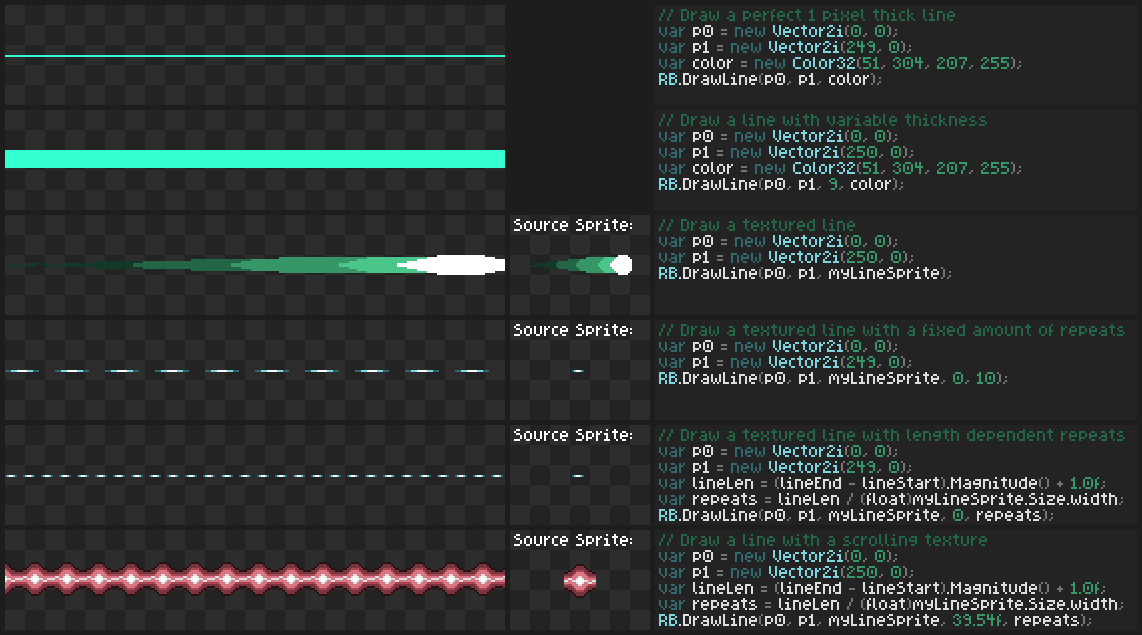 // Draw a perfect 1 pixel thick line
var p0 = new Vector2i(0, 0);
var p1 = new Vector2i(249, 0);
var color = new Color32(51, 304, 207, 255);
RB.DrawLine(p0, p1, color);
// Draw a line with variable thickness
var p0 = new Vector2i(0, 0);
var p1 = new Vector2i(250, 0);
var color = new Color32(51, 304, 207, 255);
RB.DrawLine(p0, p1, 9, color);
Source Sprite:
// Draw a textured line
var p0 = new Vector2i(0, 0);
var p1 = new Vector2i(250, 0);
RB.DrawLine(p0, p1, myLineSprite);
Source Sprite:
// Draw a textured line with a fixed amount of repeats
var p0 = new Vector2i(0, 0);
var p1 = new Vector2i(249, 0);
RB.DrawLine(p0, p1, myLineSprite, 0, 10);
Source Sprite:
// Draw a textured line with length dependent repeats
var p0 = new Vector2i(0, 0);
var p1 = new Vector2i(249, 0);
var lineLen = (lineEnd - lineStart).Magnitude() + 1.0f;
var repeats = lineLen / (float)myLineSprite.Size.width;
RB.DrawLine(p0, p1, myLineSprite, 0, repeats);
Source Sprite:
// Draw a line with a scrolling texture
var p0 = new Vector2i(0, 0);
var p1 = new Vector2i(250, 0);
var lineLen = (lineEnd - lineStart).Magnitude() + 1.0f;
var repeats = lineLen / (float)myLineSprite.Size.width;
RB.DrawLine(p0, p1, myLineSprite, 39.54f, repeats);